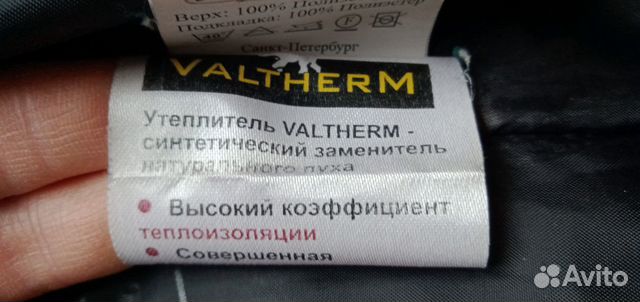 Верх: 100% Полиэстер
Подкладка: 100% Полиэстер
40
Санкт-Петербург
VALTHERM
Утеплитель VALTHERM -
синтетический заменитель
натурального пуха
• Высокий коэффициент
теплоизоляции
• Совершенная
Avito